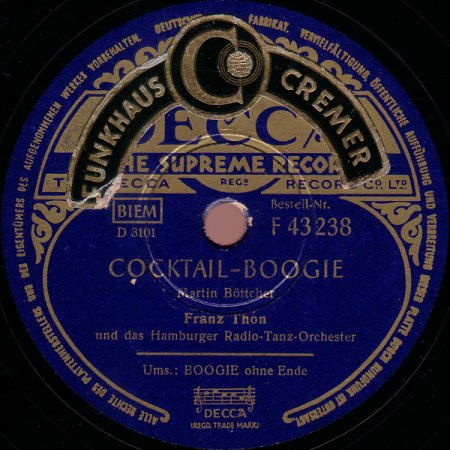 DEUTSCHES FABRIKAT. VERVIELFÄLTIGUNG, ÖFFENTLICHE AUFFÜHRUNG UND VERBREITUNG DIESER PLATTE DURCH RUNDFUNK IST UNTERSAGT.
ALLE RECHTE DES PLATTENHERSTELLERS UND DES EIGENTÜMERS DES AUFGENOMMENEN WERKES VORBEHALTEN.
FUNKHAUS C CREMER
DECCA
THE SUPREME RECORD
THE DECCA REGD RECORD CO. LTD
BIEM
D 3101
Bestell-Nr.
F 43238
COCKTAIL-BOOGIE
Martin Böttcher
Franz Thon
und das Hamburger Radio-Tanz-Orchester
Ums.: BOOGIE ohne Ende
DECCA
(REGD. TRADE MARK)